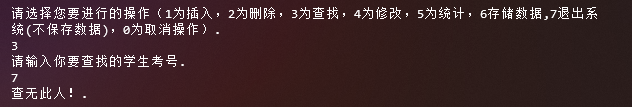 请选择您要进行的操作（1为插入，2为删除，3为查找，4为修改，5为统计，6存储数据,7退出系
统(不保存数据)，0为取消操作）.
3
请输入你要查找的学生考号.
7
查无此人！.